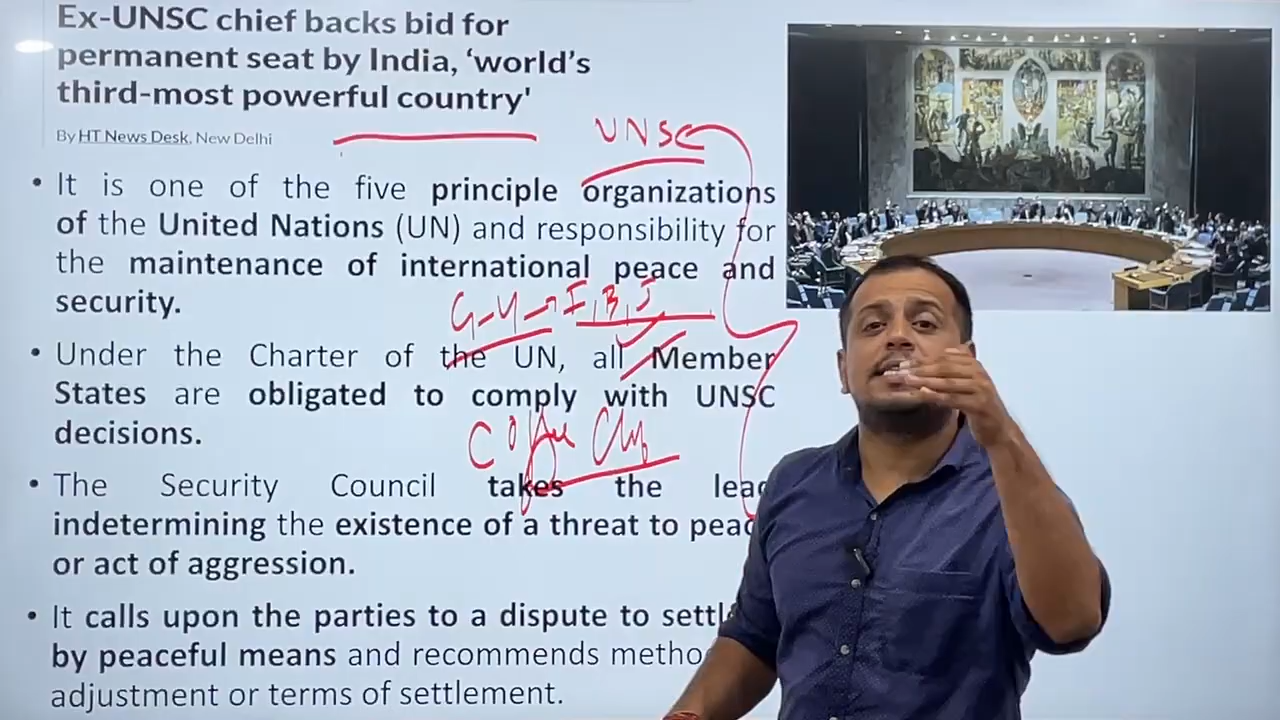 Ex-UNSC chief backs bid for
permanent seat by India, ‘world’s
third-most powerful country'
By HT News Desk, New Delhi
UNSC
• It is one of the five principle organizations
of the United Nations (UN) and responsibility for
the maintenance of international peace and
security.
G-4 → I, B, J
• Under the Charter of the UN, all Member
States are obligated to comply with UNSC
decisions.
Coffee Club
• The Security Council takes the lead
indetermining the existence of a threat to peac
or act of aggression.
• It calls upon the parties to a dispute to settl
by peaceful means and recommends metho
adjustment or terms of settlement.